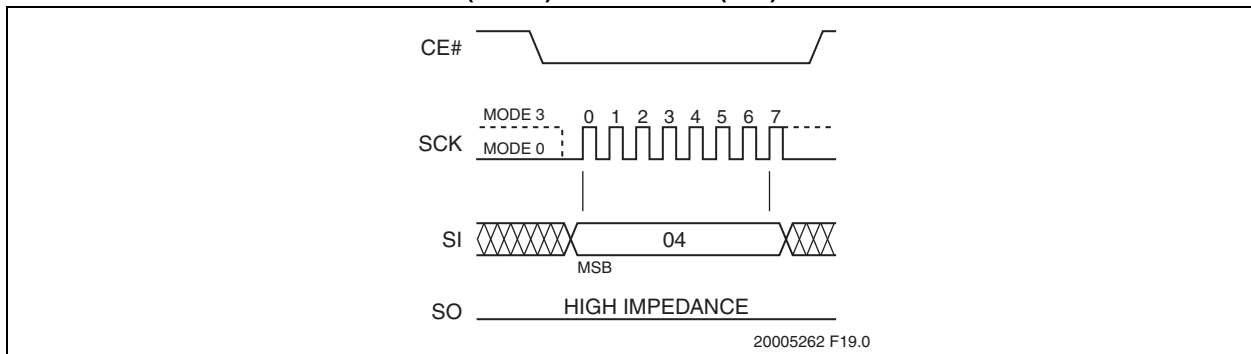 CE#
MODE 3
0 1 2 3 4 5 6 7
SCK
MODE 0
SI
04
MSB
SO
HIGH IMPEDANCE
20005262 F19.0